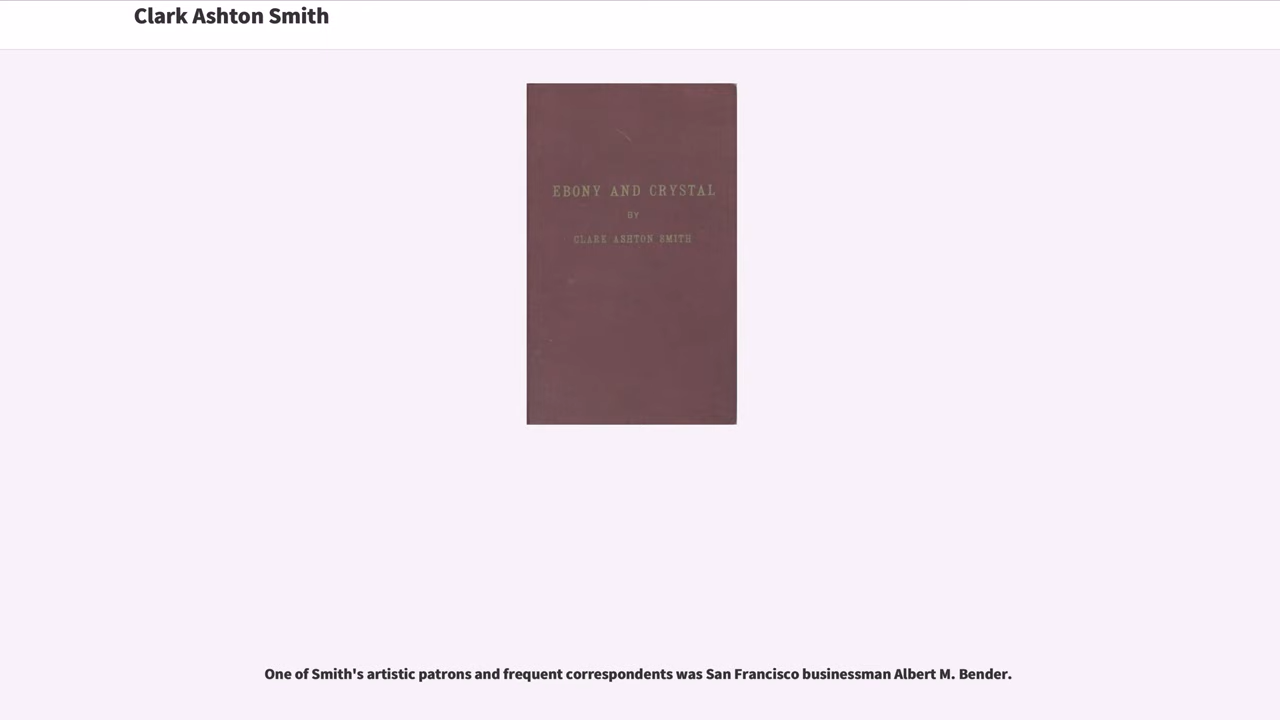 Clark Ashton Smith
EBONY AND CRYSTAL
BY
CLARK ASHTON SMITH
One of Smith's artistic patrons and frequent correspondents was San Francisco businessman Albert M. Bender.